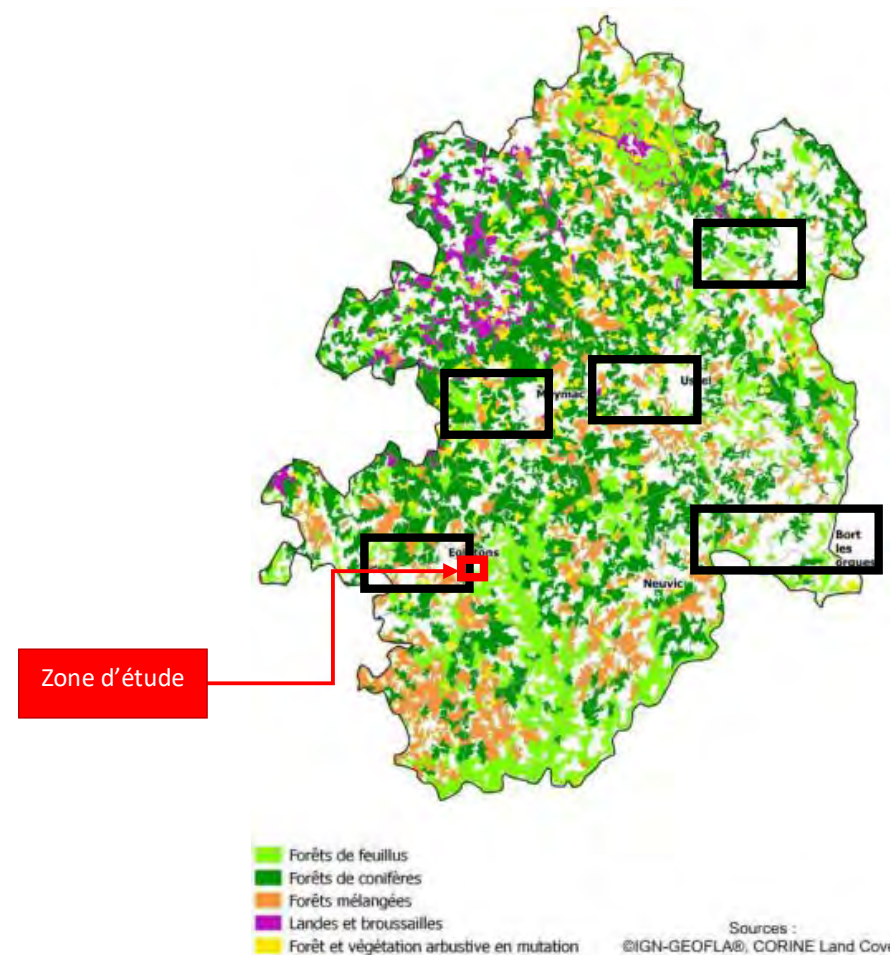 Meymac
Ussel
Bort
les
orgues
Egletons
Neuvic
Zone d'étude
Forêts de feuillus
Forêts de conifères
Forêts mélangées
Landes et broussailles
Forêt et végétation arbustive en mutation
Sources :
©IGN-GEOFLA®, CORINE Land Cove